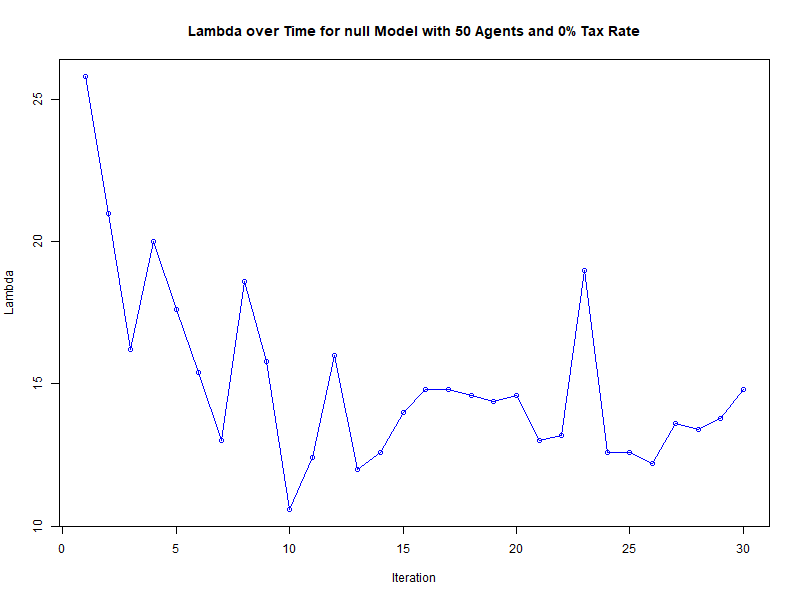 Lambda over Time for null Model with 50 Agents and 0% Tax Rate
25
20
15
10
Lambda
0 5 10 15 20 25 30
Iteration